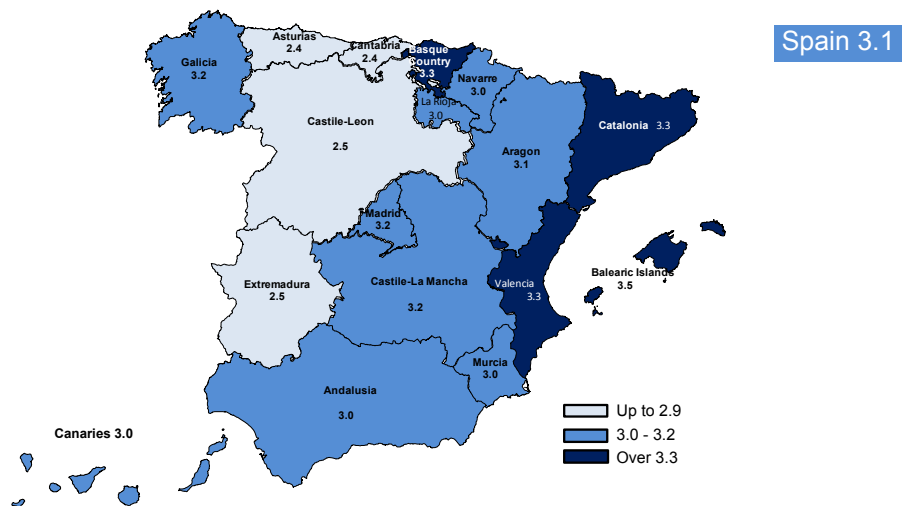 Spain 3.1
Asturias
2.4
Cantabria
2.4
Basque
Country
3.3
Galicia
3.2
Navarre
3.0
La Rioja
3.0
Castile-Leon
2.5
Catalonia 3.3
Aragon
3.1
Madrid
3.2
Balearic Islands
3.5
Extremadura
2.5
Castile-La Mancha
3.2
Valencia
3.3
Murcia
3.0
Andalusia
3.0
Canaries 3.0
Up to 2.9
3.0 - 3.2
Over 3.3